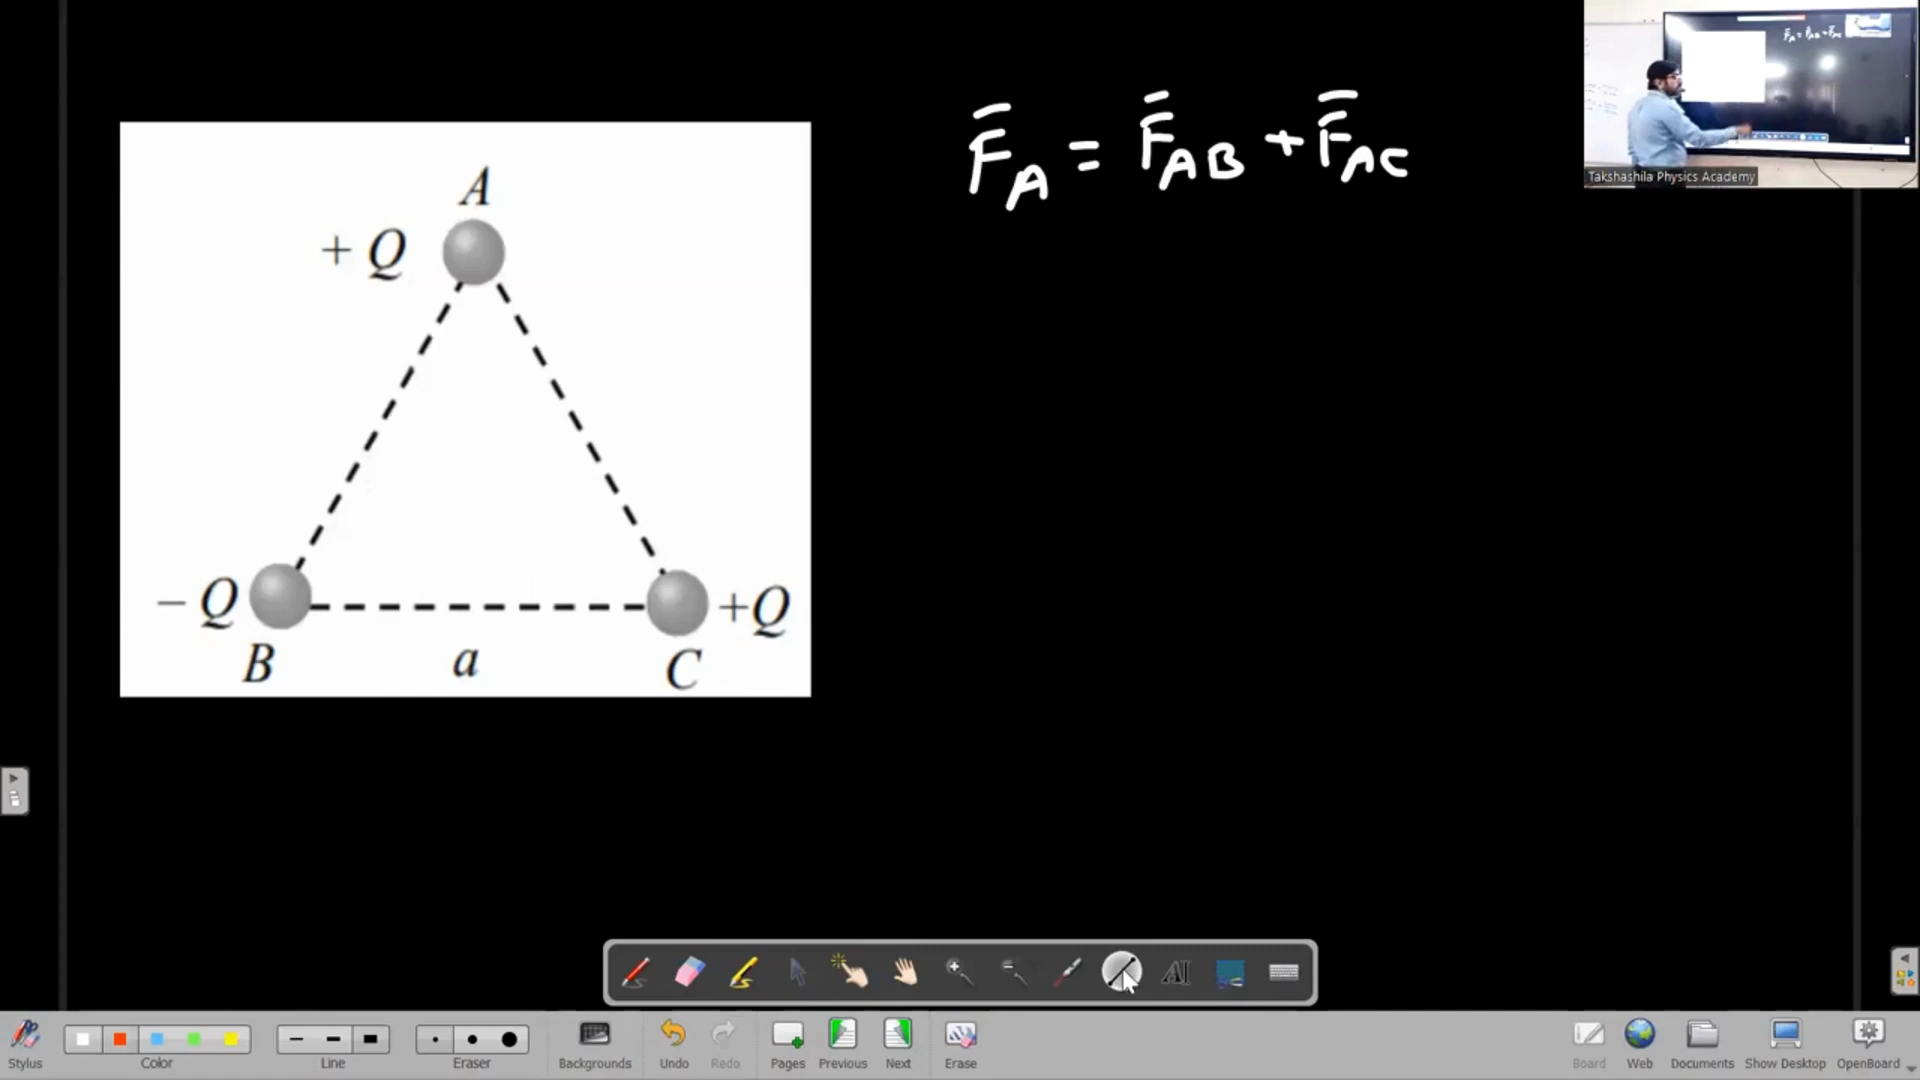 F̄A = F̄AB + F̄AC
Takshashila Physics Academy
A
+ Q
− Q
+Q
B
a
C
Stylus
Color
Line
Eraser
Backgrounds
Undo
Redo
Pages
Previous
Next
Erase
Board
Web
Documents
Show Desktop
OpenBoard